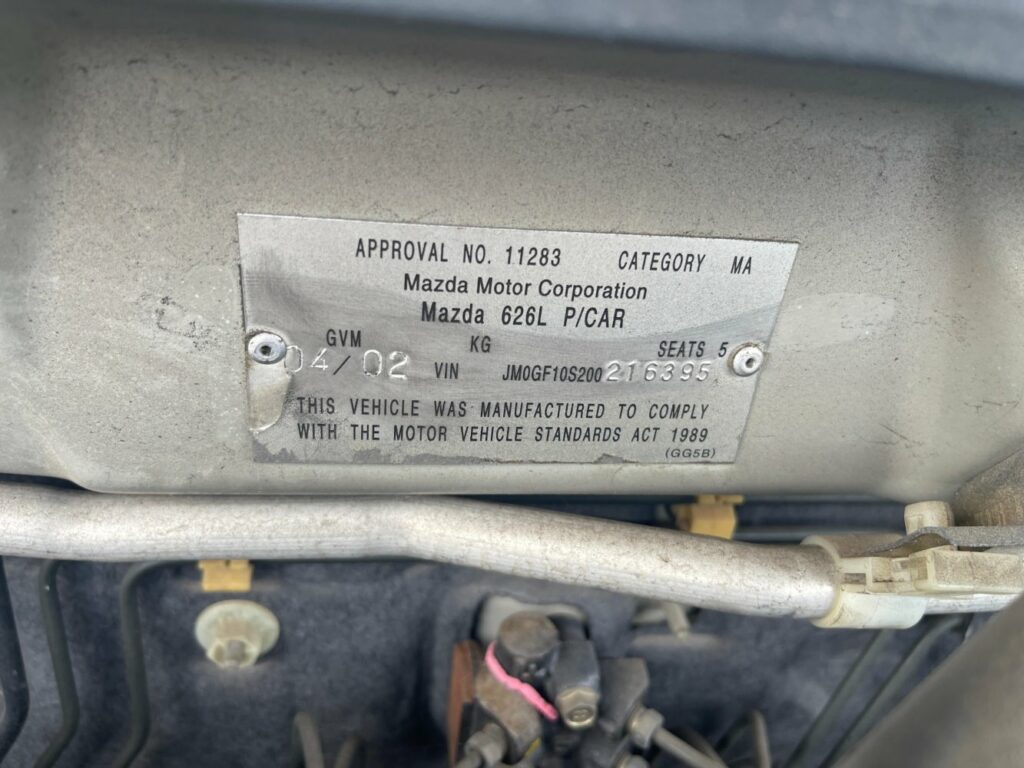 APPROVAL NO. 11283 CATEGORY MA
Mazda Motor Corporation
Mazda 626L P/CAR
GVM KG SEATS 5
04/02 VIN JM0GF10S200216395
THIS VEHICLE WAS MANUFACTURED TO COMPLY
WITH THE MOTOR VEHICLE STANDARDS ACT 1989
(GG5B)